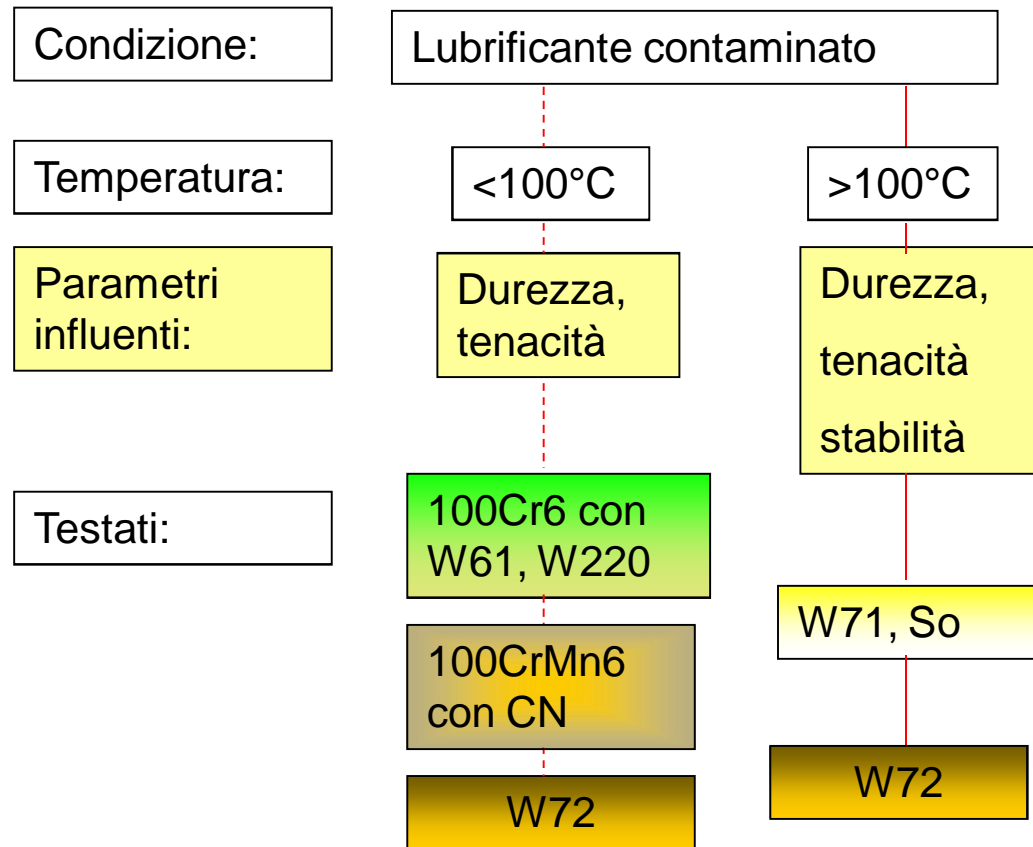 Condizione:
Lubrificante contaminato
Temperatura:
<100°C
>100°C
Parametri
influenti:
Durezza,
tenacità
Durezza,
tenacità
stabilità
Testati:
100Cr6 con
W61, W220
W71, So
100CrMn6
con CN
W72
W72